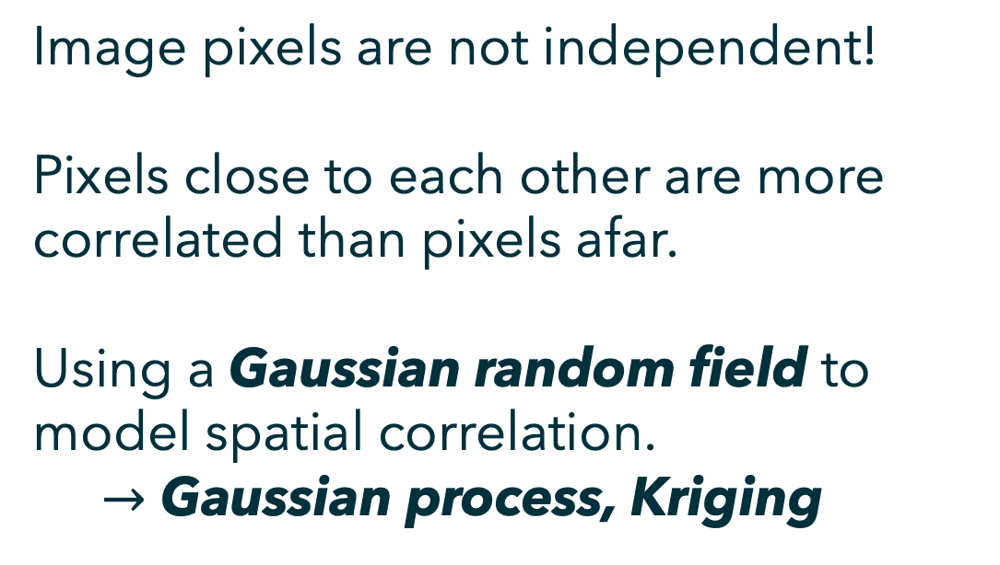 Image pixels are not independent!
Pixels close to each other are more
correlated than pixels afar.
Using a Gaussian random field to
model spatial correlation.
→ Gaussian process, Kriging